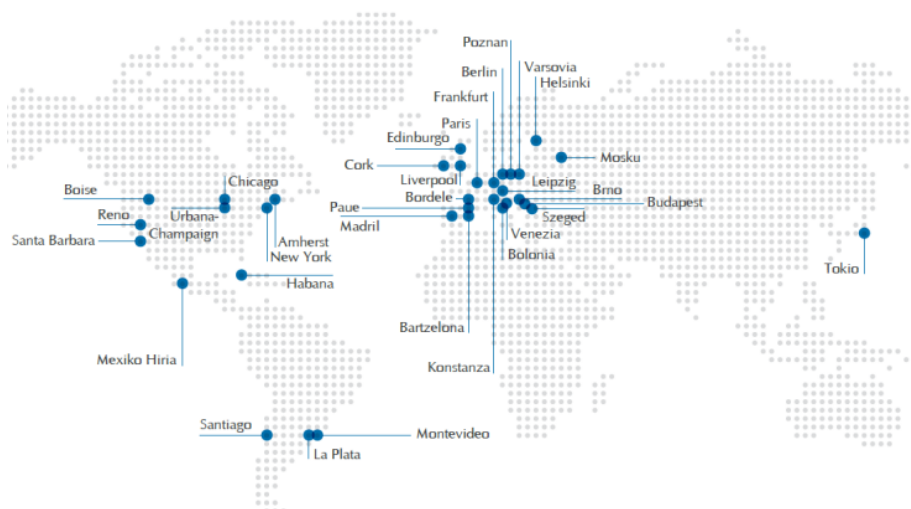 Poznan
Berlin
Varsovia
Helsinki
Frankfurt
Paris
Edinburgo
Mosku
Cork
Liverpool
Leipzig
Chicago
Boise
Bordele
Brno
Budapest
Paue
Reno
Urbana-
Champaign
Szeged
Madril
Venezia
Santa Barbara
Amherst
New York
Bolonia
Tokio
Habana
Bartzelona
Mexiko Hiria
Konstanza
Santiago
Montevideo
La Plata